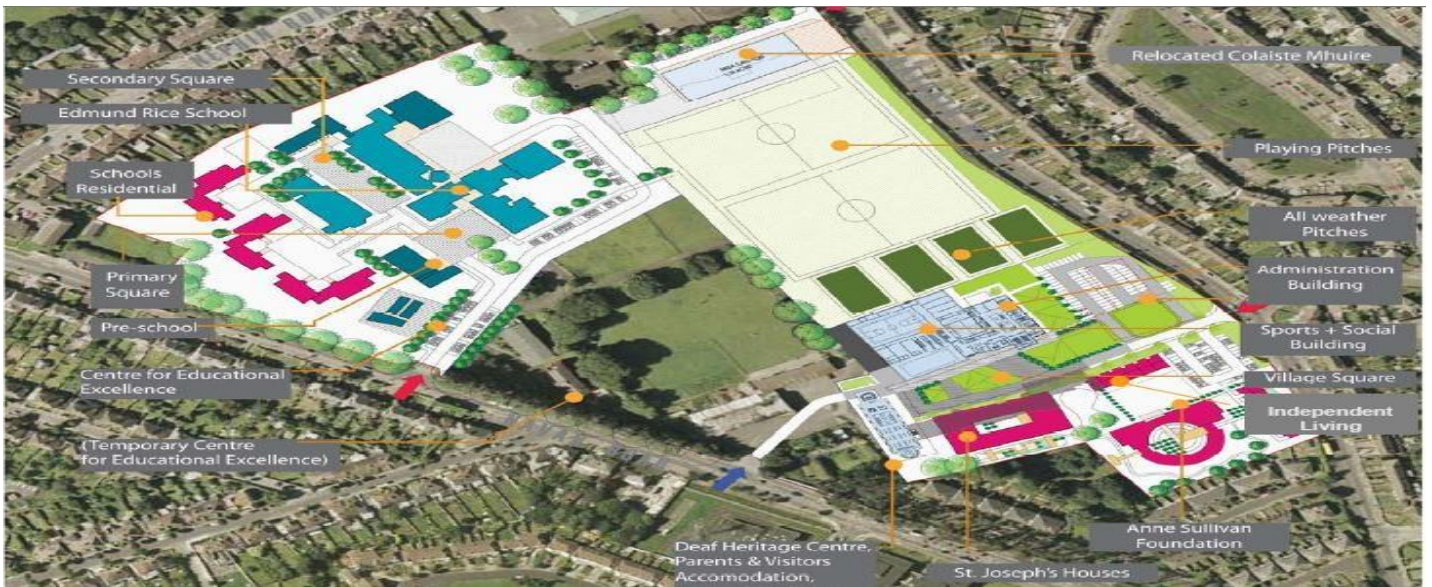 Secondary Square
Edmund Rice School
Schools
Residential
Primary
Square
Pre-school
Centre for Educational
Excellence
(Temporary Centre
for Educational Excellence)
Relocated Colaiste Mhuire
Playing Pitches
All weather
Pitches
Administration
Building
Sports + Social
Building
Village Square
Independent
Living
Anne Sullivan
Foundation
St. Joseph's Houses
Deaf Heritage Centre,
Parents & Visitors
Accomodation,